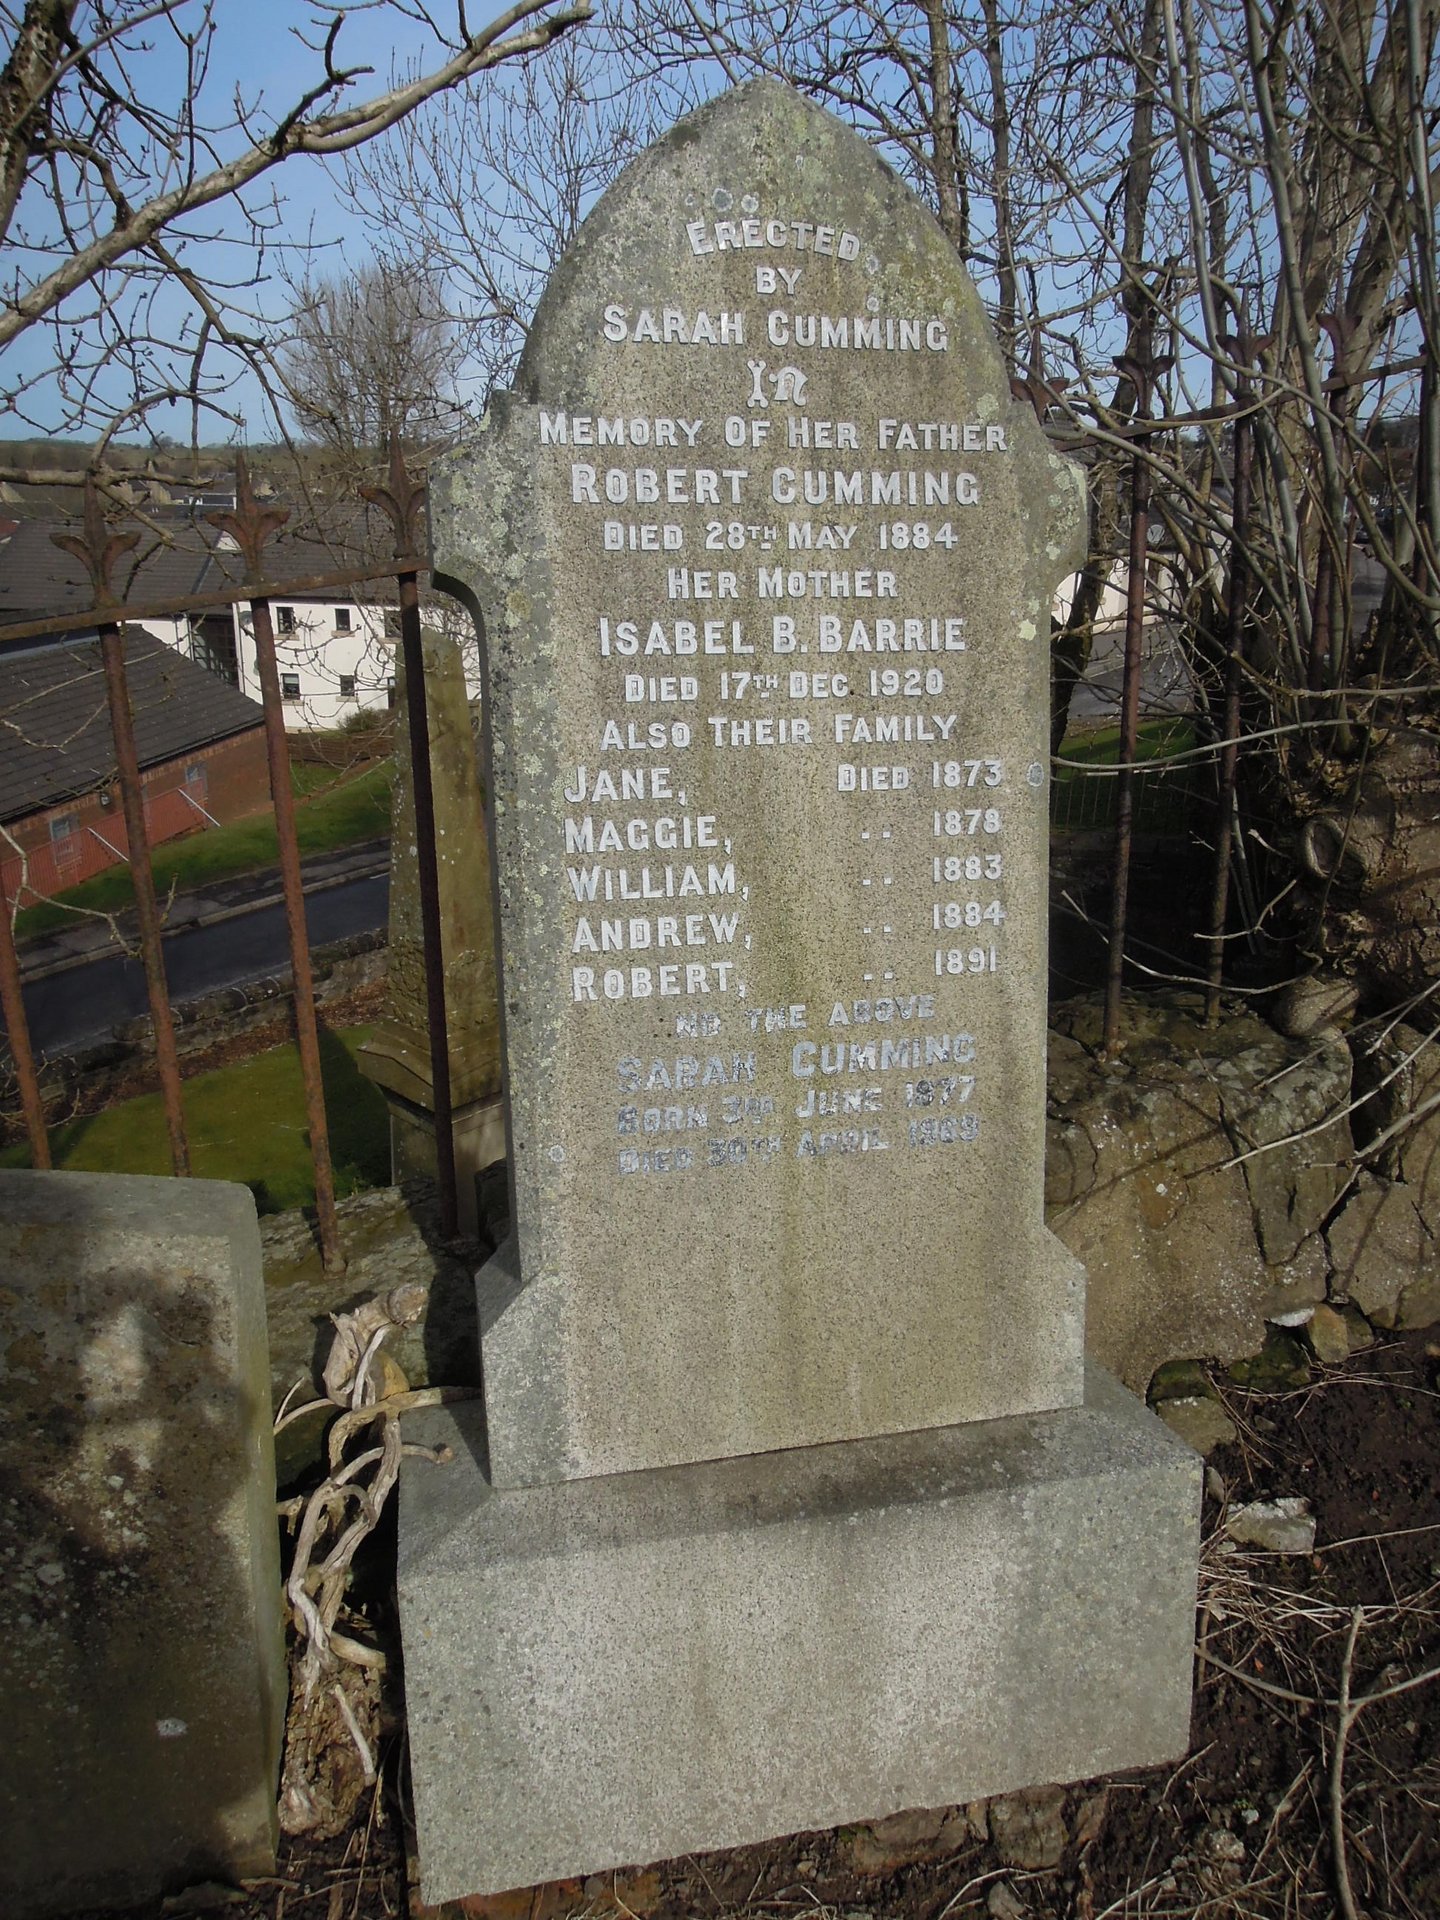 ERECTED
BY
SARAH CUMMING
In
MEMORY OF HER FATHER
ROBERT CUMMING
DIED 28TH MAY 1884
HER MOTHER
ISABEL B. BARRIE
DIED 17TH DEC. 1920
ALSO THEIR FAMILY
JANE, DIED 1873
MAGGIE, .. 1878
WILLIAM, .. 1883
ANDREW, .. 1884
ROBERT, .. 1891
ND THE ABOVE
SARAH CUMMING
BORN 3RD JUNE 1877
DIED 30TH APRIL 1969